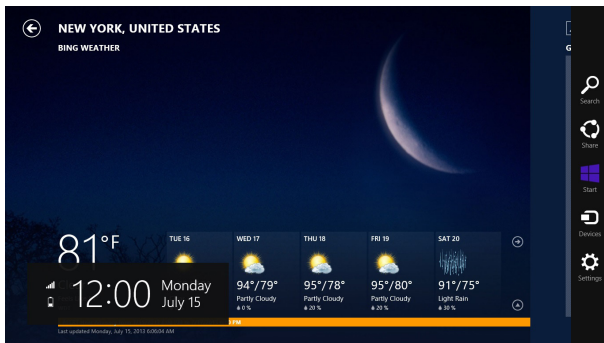 NEW YORK, UNITED STATES
BING WEATHER
Search
Share
Start
Devices
Settings
81°F
TUE 16
WED 17
94°/79°
Partly Cloudy
0 %
THU 18
95°/78°
Partly Cloudy
20 %
FRI 19
95°/80°
Partly Cloudy
20 %
SAT 20
91°/75°
Light Rain
30 %
12:00
Monday
July 15
PM
Last updated Monday, July 15, 2013 6:06:04 AM